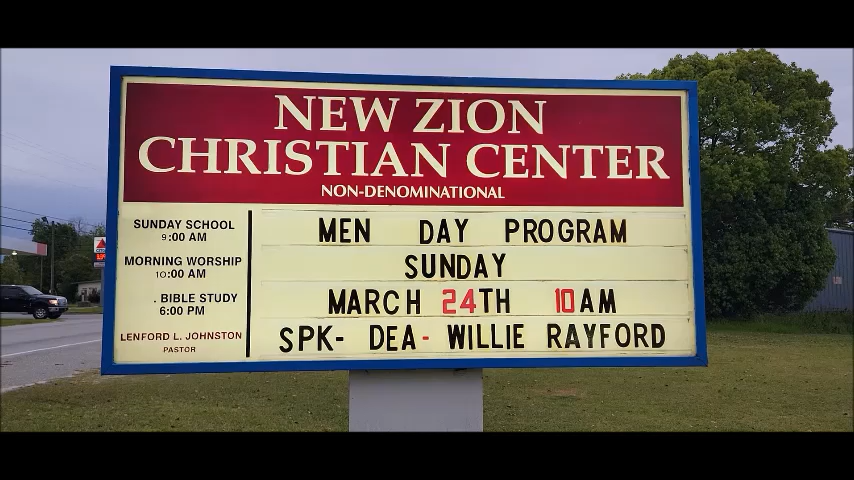 NEW ZION
CHRISTIAN CENTER
NON-DENOMINATIONAL
SUNDAY SCHOOL
9:00 AM
MORNING WORSHIP
10:00 AM
. BIBLE STUDY
6:00 PM
LENFORD L. JOHNSTON
PASTOR
MEN DAY PROGRAM
SUNDAY
MARCH 24TH 10AM
SPK- DEA- WILLIE RAYFORD